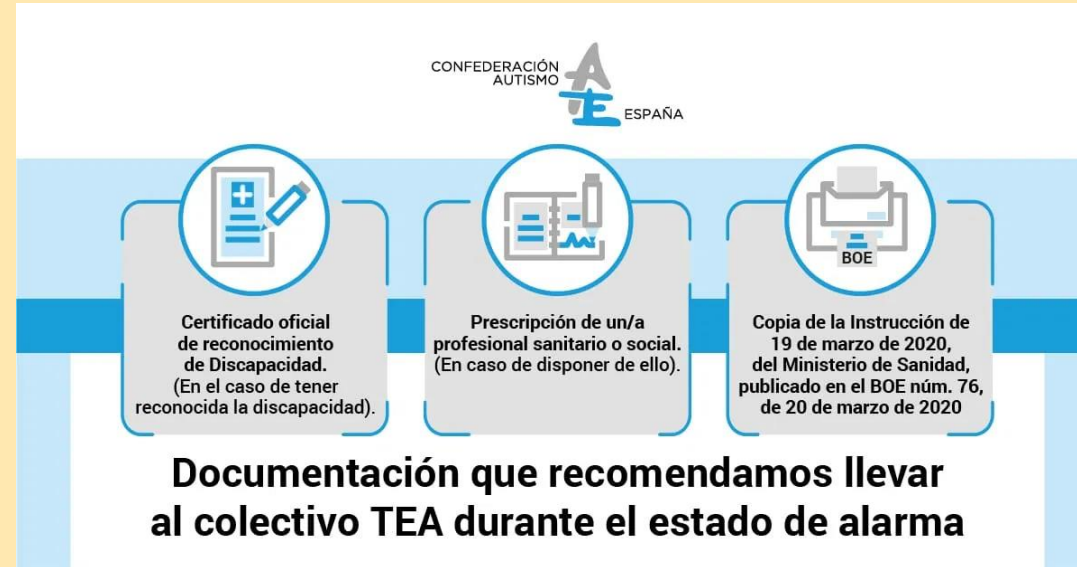 CONFEDERACIÓN
AUTISMO
AE
ESPAÑA
Certificado oficial
de reconocimiento
de Discapacidad.
(En el caso de tener
reconocida la discapacidad).
Prescripción de un/a
profesional sanitario o social.
(En caso de disponer de ello).
BOE
Copia de la Instrucción de
19 de marzo de 2020,
del Ministerio de Sanidad,
publicado en el BOE núm. 76,
de 20 de marzo de 2020
Documentación que recomendamos llevar
al colectivo TEA durante el estado de alarma